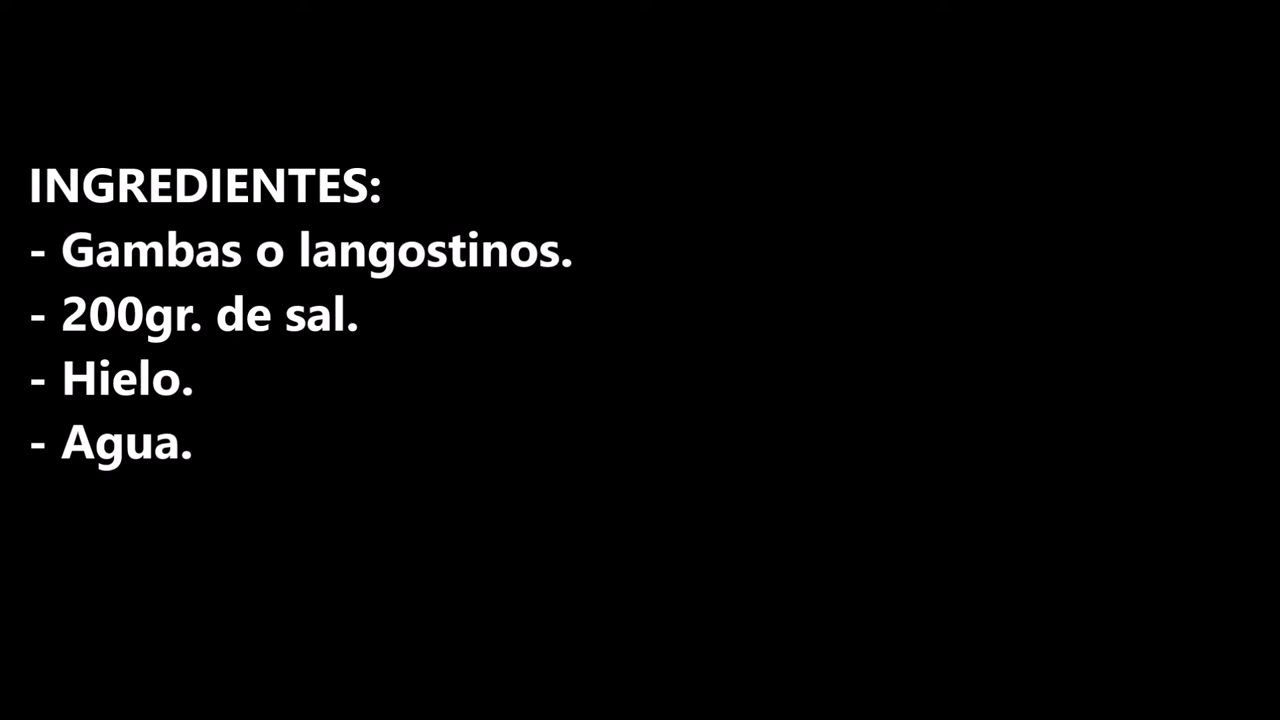 INGREDIENTES:
- Gambas o langostinos.
- 200gr. de sal.
- Hielo.
- Agua.